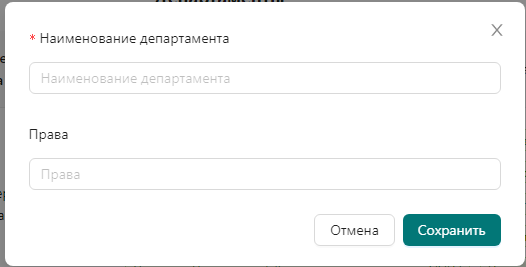 * Наименование департамента
Наименование департамента
Права
Права
Отмена
Сохранить